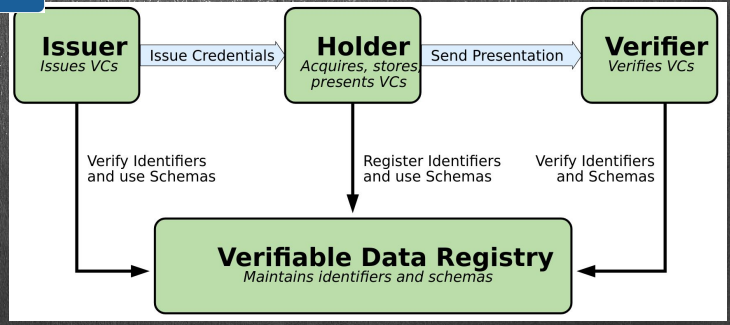 Issuer
Issues VCs
Issue Credentials
Holder
Acquires, stores,
presents VCs
Send Presentation
Verifier
Verifies VCs
Verify Identifiers
and use Schemas
Register Identifiers
and use Schemas
Verify Identifiers
and Schemas
Verifiable Data Registry
Maintains identifiers and schemas